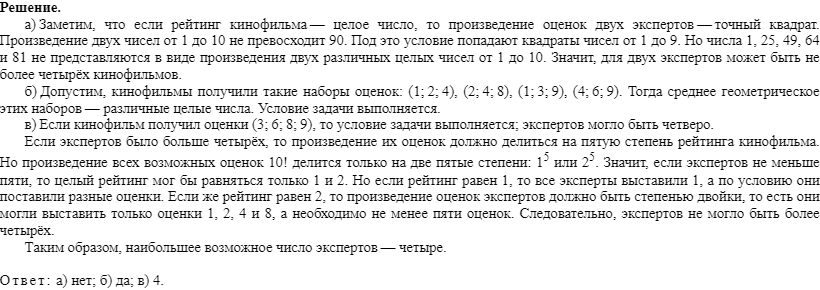 Решение.
а) Заметим, что если рейтинг кинофильма — целое число, то произведение оценок двух экспертов — точный квадрат.
Произведение двух чисел от 1 до 10 не превосходит 90. Под это условие попадают квадраты чисел от 1 до 9. Но числа 1, 25, 49, 64
и 81 не представляются в виде произведения двух различных целых чисел от 1 до 10. Значит, для двух экспертов может быть не
более четырёх кинофильмов.
б) Допустим, кинофильмы получили такие наборы оценок: (1; 2; 4), (2; 4; 8), (1; 3; 9), (4; 6; 9). Тогда среднее геометрическое
этих наборов — различные целые числа. Условие задачи выполняется.
в) Если кинофильм получил оценки (3; 6; 8; 9), то условие задачи выполняется; экспертов могло быть четверо.
Если экспертов было больше четырёх, то произведение их оценок должно делиться на пятую степень рейтинга кинофильма.
Но произведение всех возможных оценок 10! делится только на две пятые степени: 1^5 или 2^5. Значит, если экспертов не меньше
пяти, то целый рейтинг мог бы равняться только 1 и 2. Но если рейтинг равен 1, то все эксперты выставили 1, а по условию они
поставили разные оценки. Если же рейтинг равен 2, то произведение оценок экспертов должно быть степенью двойки, то есть они
могли выставить только оценки 1, 2, 4 и 8, а необходимо не менее пяти оценок. Следовательно, экспертов не могло быть более
четырёх.
Таким образом, наибольшее возможное число экспертов — четыре.
Ответ: а) нет; б) да; в) 4.